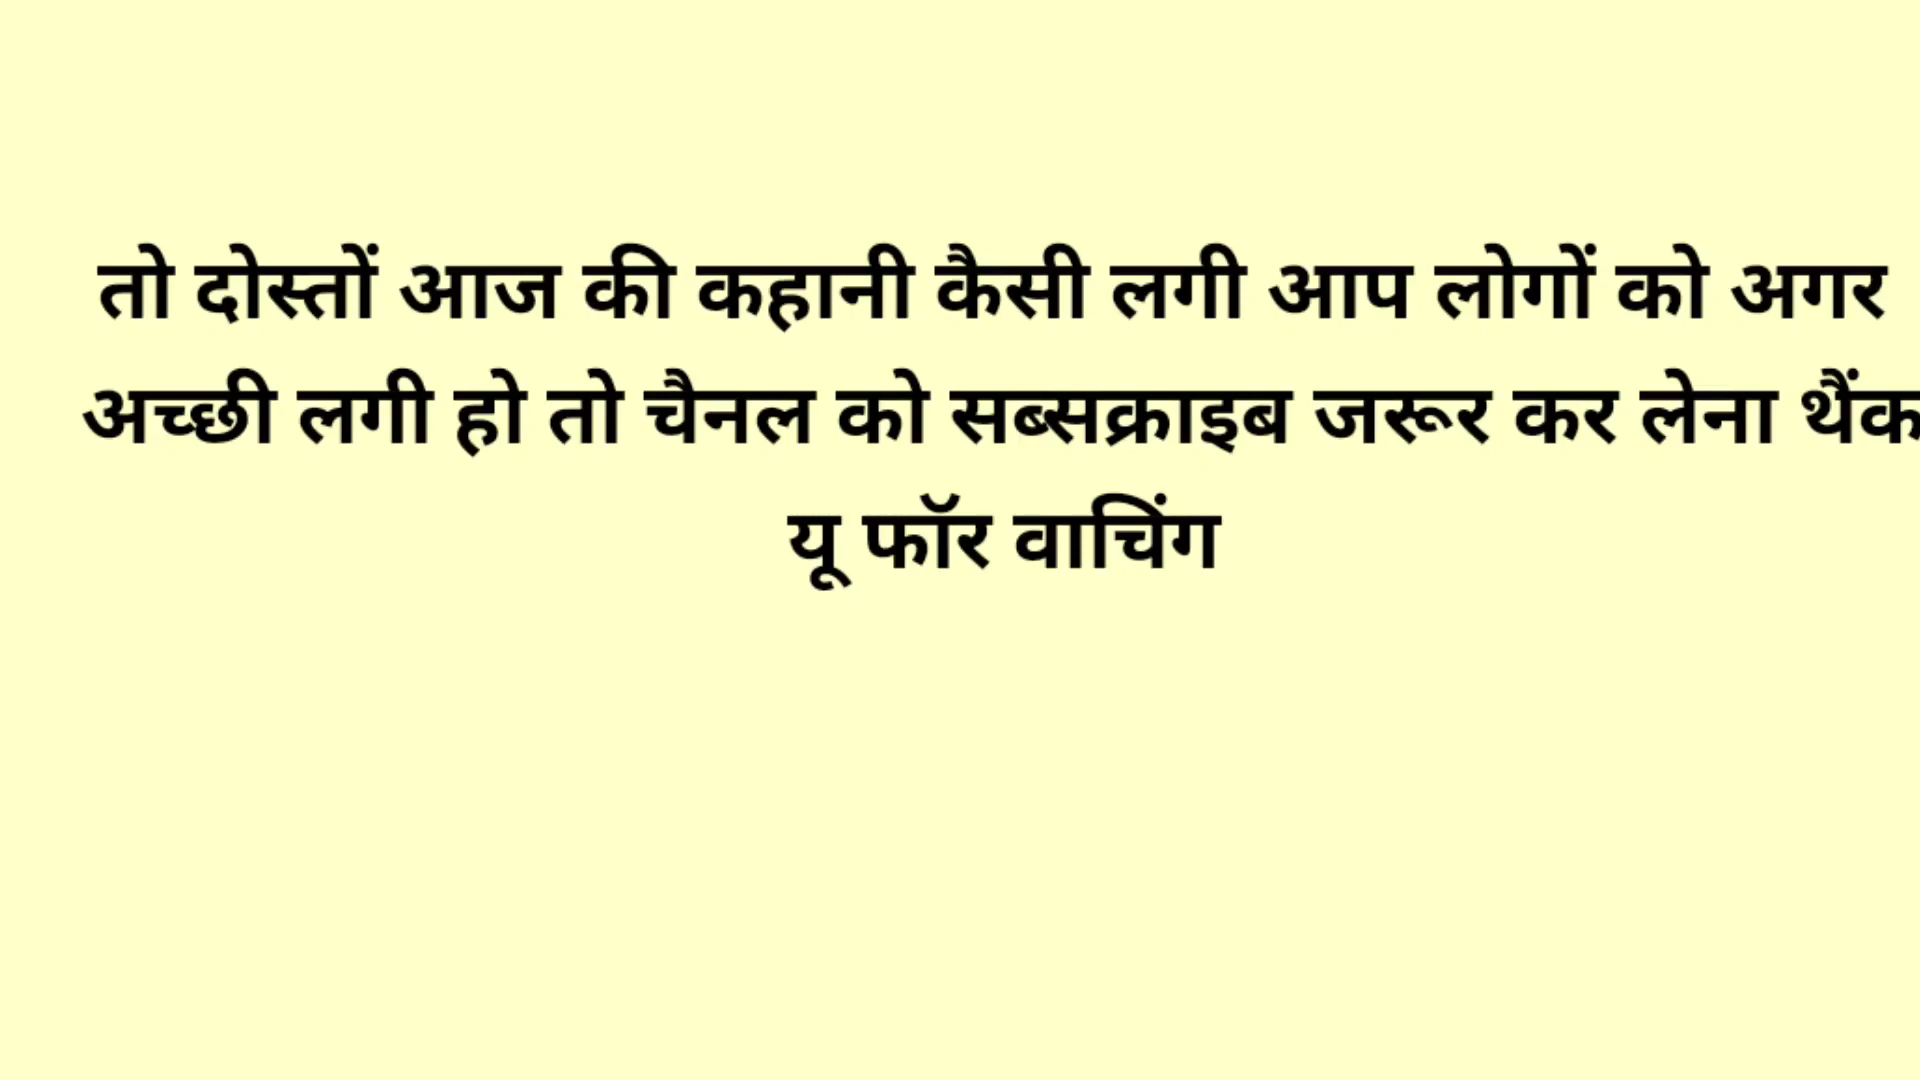 तो दोस्तों आज की कहानी कैसी लगी आप लोगों को अगर
अच्छी लगी हो तो चैनल को सब्सक्राइब जरूर कर लेना थैंक
यू फॉर वाचिंग